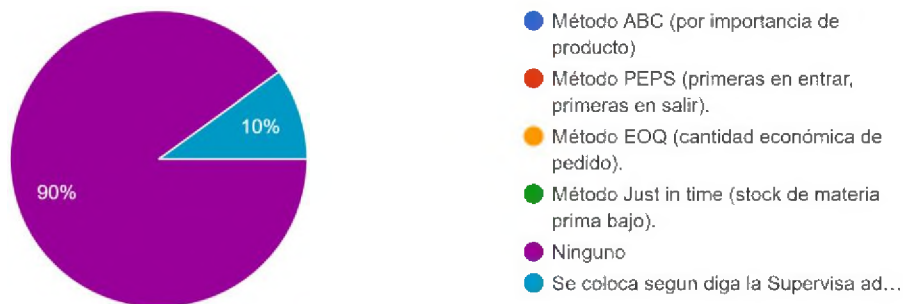 10%
90%
Método ABC (por importancia de
producto)
Método PEPS (primeras en entrar,
primeras en salir).
Método EOQ (cantidad económica de
pedido).
Método Just in time (stock de materia
prima bajo).
Ninguno
Se coloca segun diga la Supervisa ad...